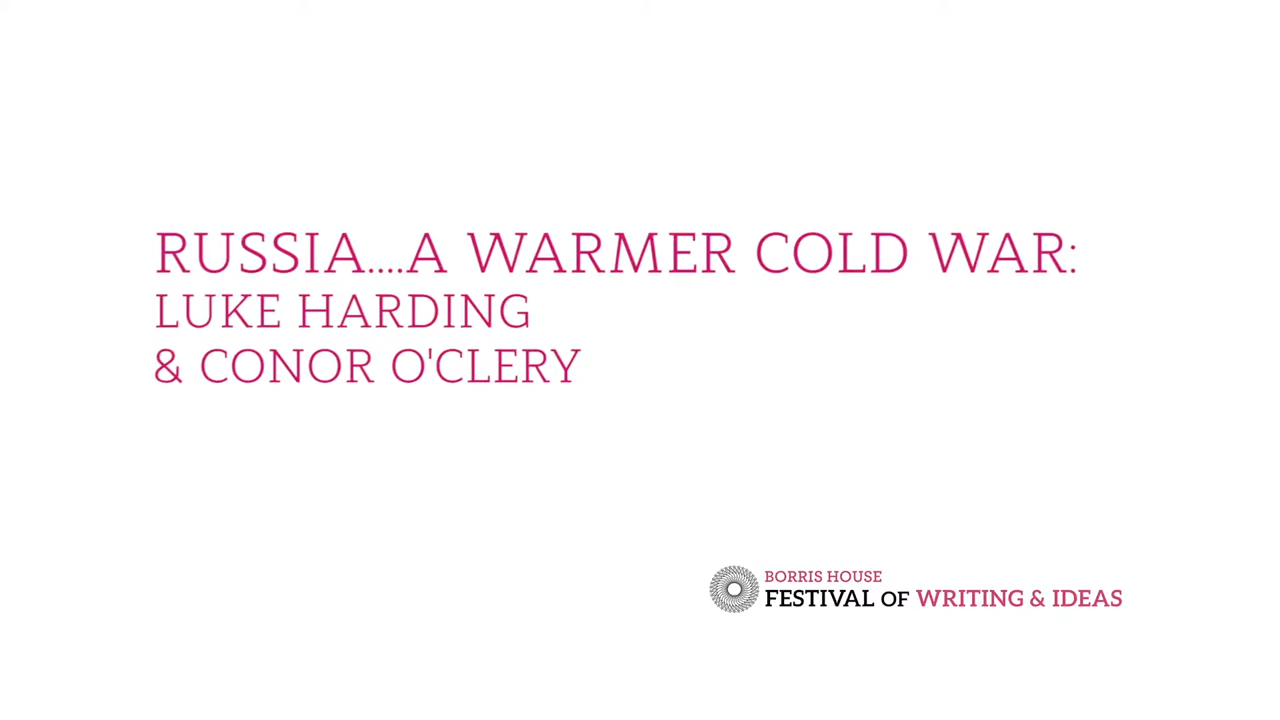 RUSSIA....A WARMER COLD WAR:
LUKE HARDING
& CONOR O'CLERY
BORRIS HOUSE
FESTIVAL OF WRITING & IDEAS